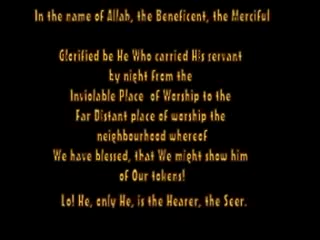 In the name of Allah, the Beneficent, the Merciful
Glorified be He Who carried His servant
by night from the
Inviolable Place of Worship to the
Far Distant place of worship the
neighbourhood whereof
We have blessed, that We might show him
of Our tokens!
Lo! He, only He, is the Hearer, the Seer.